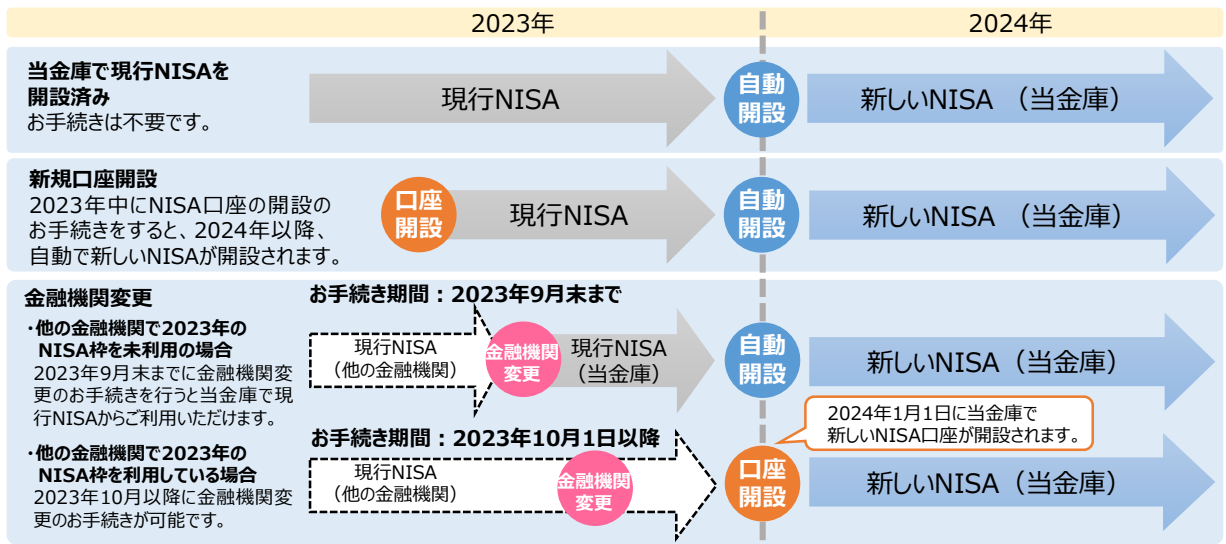 2023年
2024年
当金庫で現行NISAを
開設済み
お手続きは不要です。
現行NISA
自動
開設
新しいNISA （当金庫）
新規口座開設
2023年中にNISA口座の開設の
お手続きをすると、2024年以降、
自動で新しいNISAが開設されます。
口座
開設
現行NISA
自動
開設
新しいNISA （当金庫）
金融機関変更
・他の金融機関で2023年の
NISA枠を未利用の場合
2023年9月末までに金融機関変
更のお手続きを行うと当金庫で現
行NISAからご利用いただけます。
お手続き期間：2023年9月末まで
現行NISA
（他の金融機関）
金融機関
変更
現行NISA
（当金庫）
自動
開設
新しいNISA（当金庫）
・他の金融機関で2023年の
NISA枠を利用している場合
2023年10月以降に金融機関変
更のお手続きが可能です。
お手続き期間：2023年10月1日以降
現行NISA
（他の金融機関）
金融機関
変更
口座
開設
2024年1月1日に当金庫で
新しいNISA口座が開設されます。
新しいNISA（当金庫）